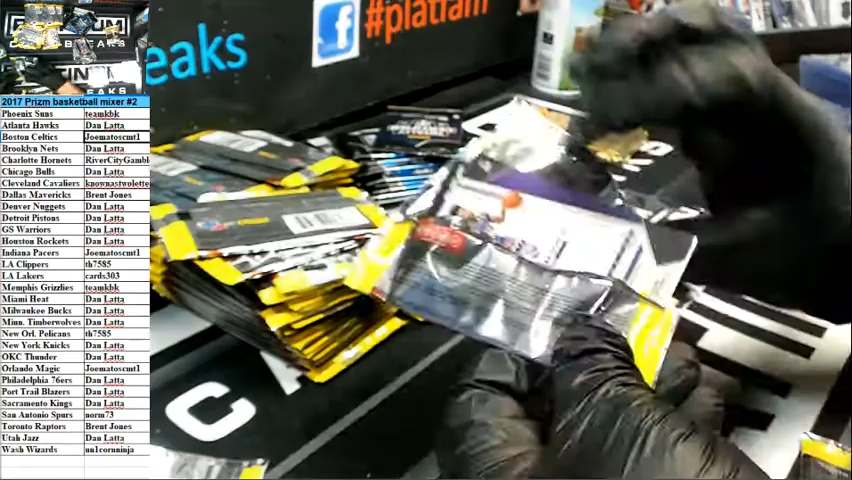 eaks
#platiam
C
2017 Prizm basketball mixer #2
Phoenix Suns teamkbk
Atlanta Hawks Dan Latta
Boston Celtics Joematoscmt1
Brooklyn Nets Dan Latta
Charlotte Hornets RiverCityGambl
Chicago Bulls Dan Latta
Cleveland Cavaliers knoynastwolette
Dallas Mavericks Brent Jones
Denver Nuggets Dan Latta
Detroit Pistons Dan Latta
GS Warriors Dan Latta
Houston Rockets Dan Latta
Indiana Pacers Joematoscmt1
LA Clippers th7585
LA Lakers cards303
Memphis Grizzlies teamkbk
Miami Heat Dan Latta
Milwaukee Bucks Dan Latta
Minn. Timberwolves Dan Latta
New Orl. Pelicans th7585
New York Knicks Dan Latta
OKC Thunder Dan Latta
Orlando Magic Joematoscmt1
Philadelphia 76ers Dan Latta
Port Trail Blazers Dan Latta
Sacramento Kings Dan Latta
San Antonio Spurs norm73
Toronto Raptors Brent Jones
Utah Jazz Dan Latta
Wash Wizards un1cornninja